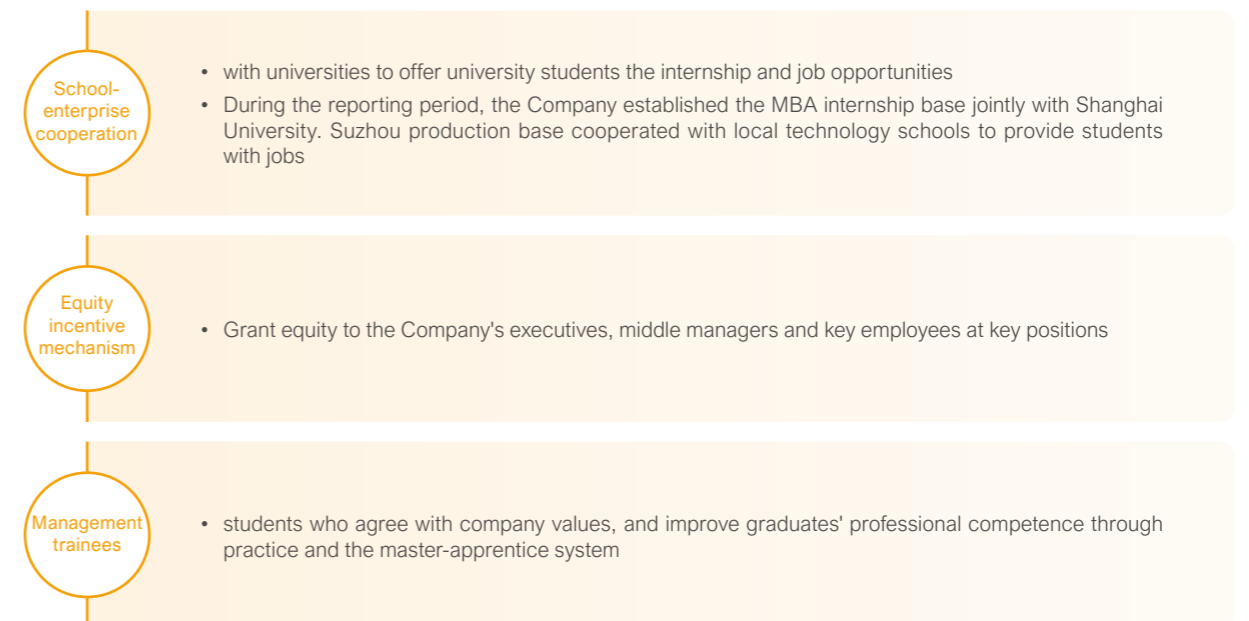 School-
enterprise
cooperation
• with universities to offer university students the internship and job opportunities
• During the reporting period, the Company established the MBA internship base jointly with Shanghai
University. Suzhou production base cooperated with local technology schools to provide students
with jobs
Equity
incentive
mechanism
• Grant equity to the Company's executives, middle managers and key employees at key positions
Management
trainees
• students who agree with company values, and improve graduates' professional competence through
practice and the master-apprentice system